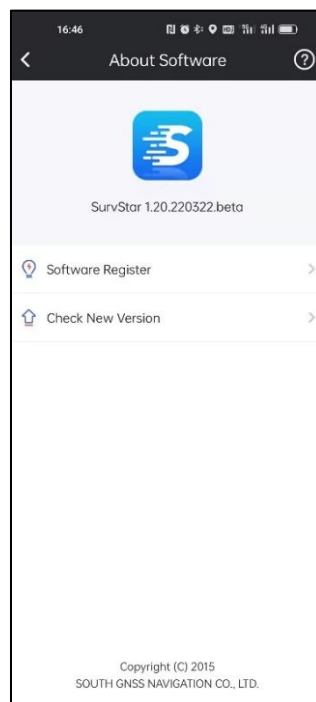 16:46
About Software
SurvStar 1.20.220322.beta
Software Register
Check New Version
Copyright (C) 2015
SOUTH GNSS NAVIGATION CO., LTD.